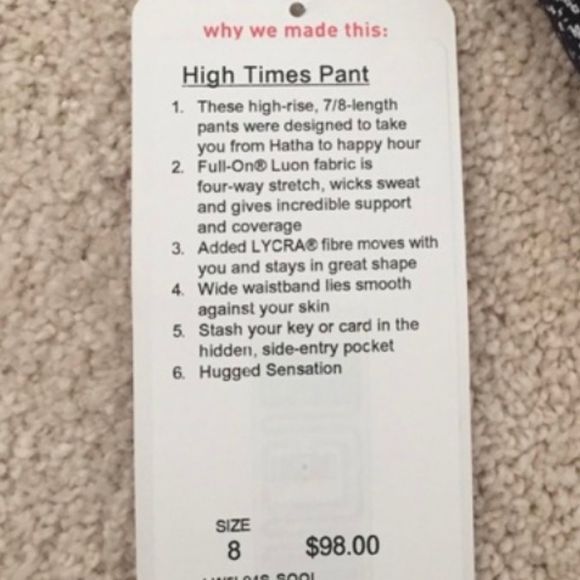 why we made this:
High Times Pant
1. These high-rise, 7/8-length
pants were designed to take
you from Hatha to happy hour
2. Full-On® Luon fabric is
four-way stretch, wicks sweat
and gives incredible support
and coverage
3. Added LYCRA® fibre moves with
you and stays in great shape
4. Wide waistband lies smooth
against your skin
5. Stash your key or card in the
hidden, side-entry pocket
6. Hugged Sensation
SIZE
8 $98.00